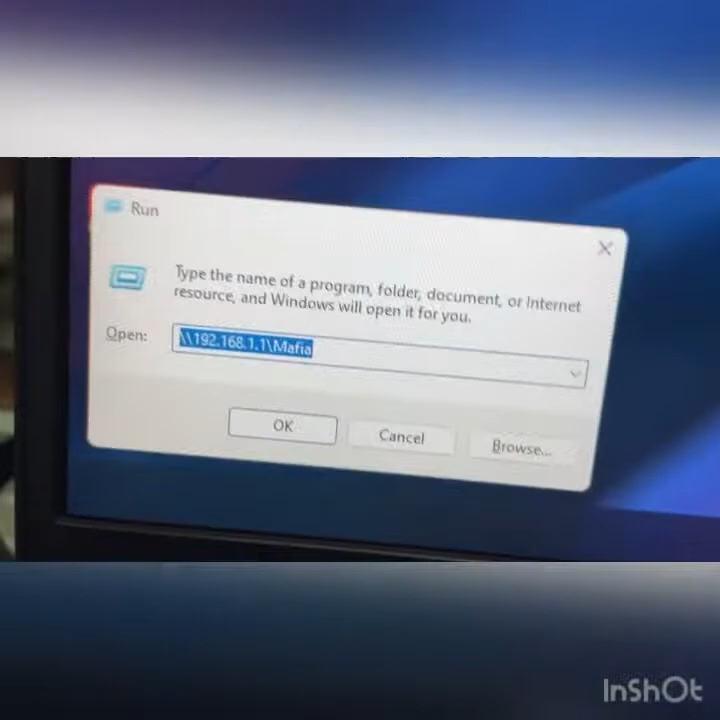 Run
Type the name of a program, folder, document, or Internet
resource, and Windows will open it for you.
Open:
\\192.168.1.1\Mafia
OK
Cancel
Browse...
InShOt